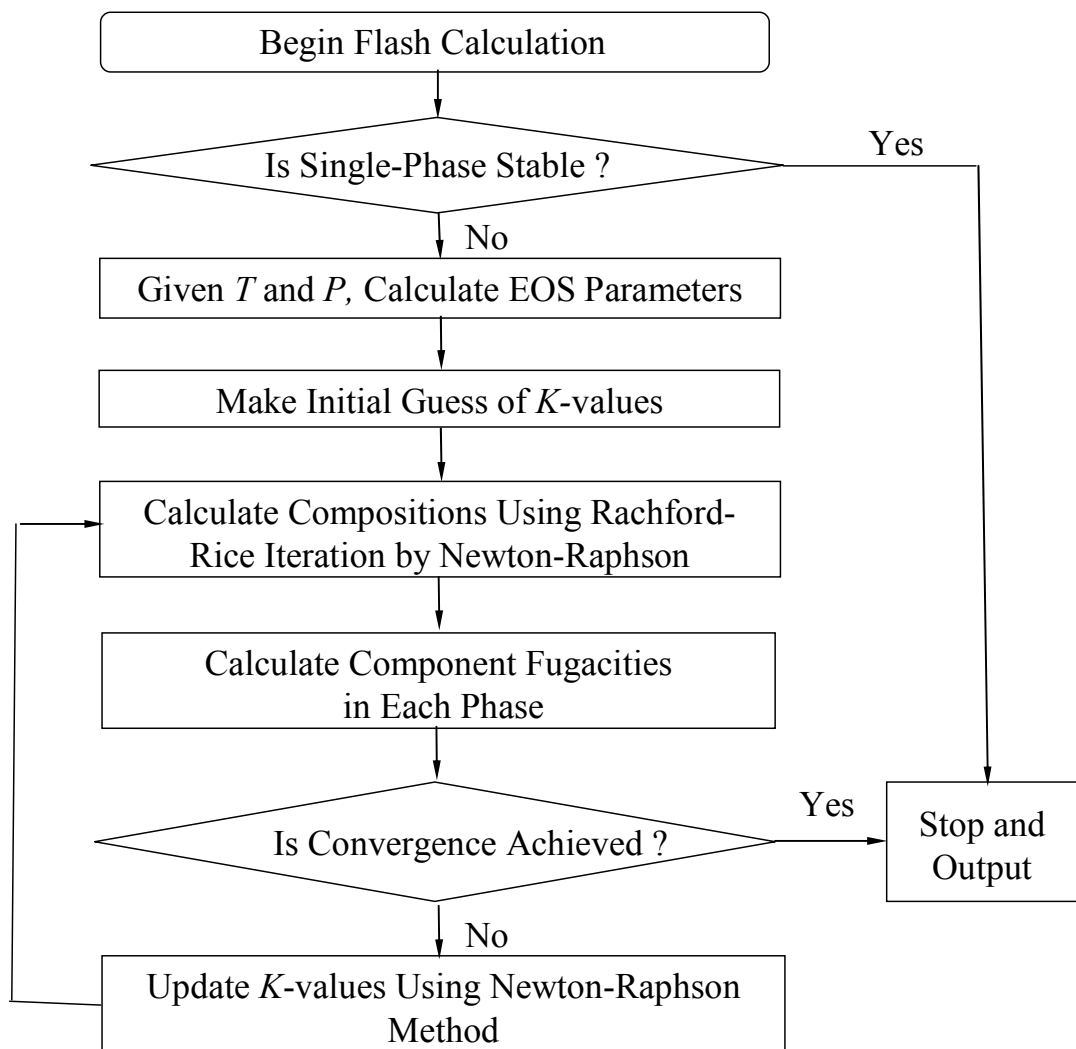 Begin Flash Calculation
Is Single-Phase Stable ?
Yes
No
Given T and P, Calculate EOS Parameters
Make Initial Guess of K-values
Calculate Compositions Using Rachford-
Rice Iteration by Newton-Raphson
Calculate Component Fugacities
in Each Phase
Is Convergence Achieved ?
Yes
Stop and
Output
No
Update K-values Using Newton-Raphson
Method